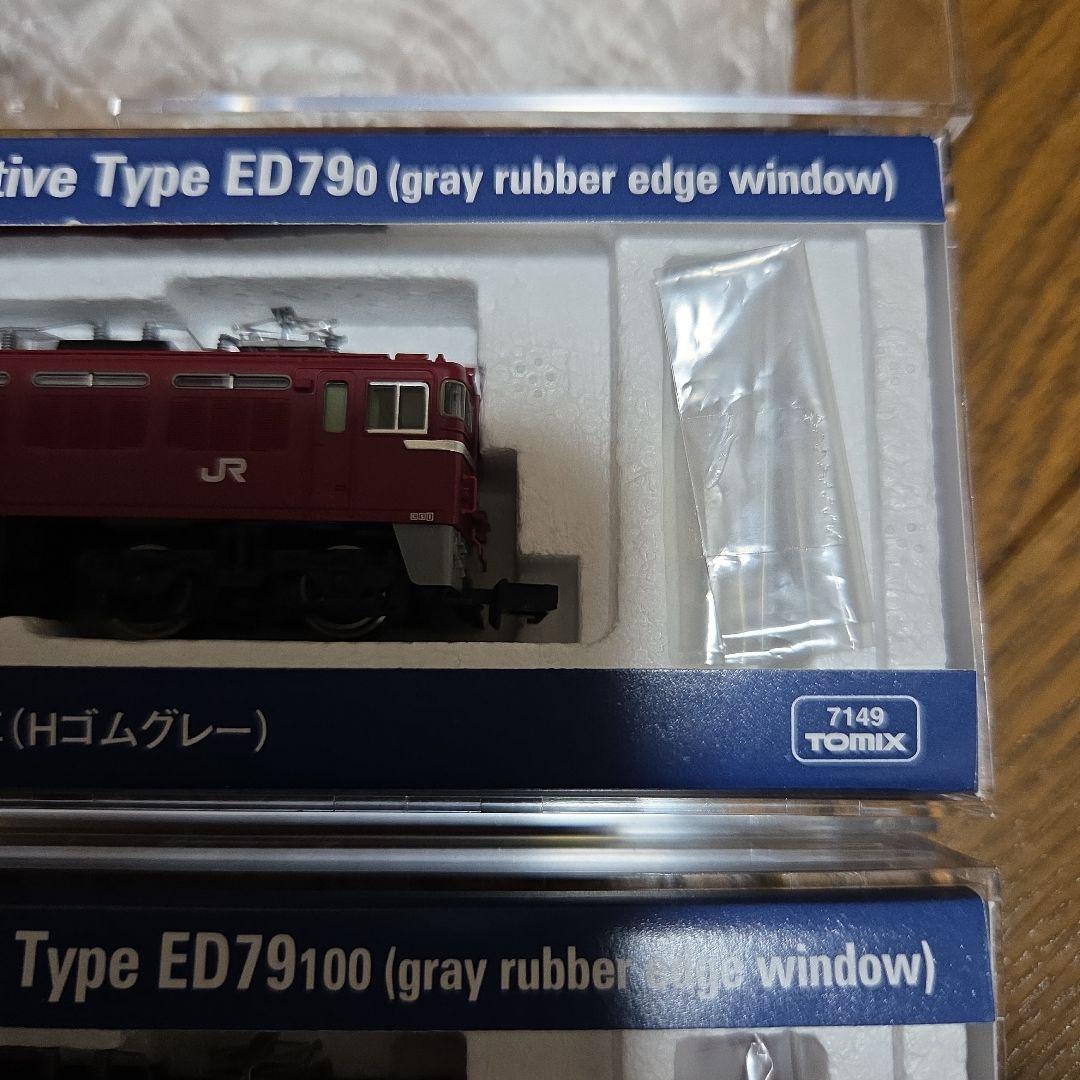 tive Type ED790 (gray rubber edge window)
JR
(Hゴムグレー)
7149
TOMIX
Type ED79100 (gray rubber edge window)